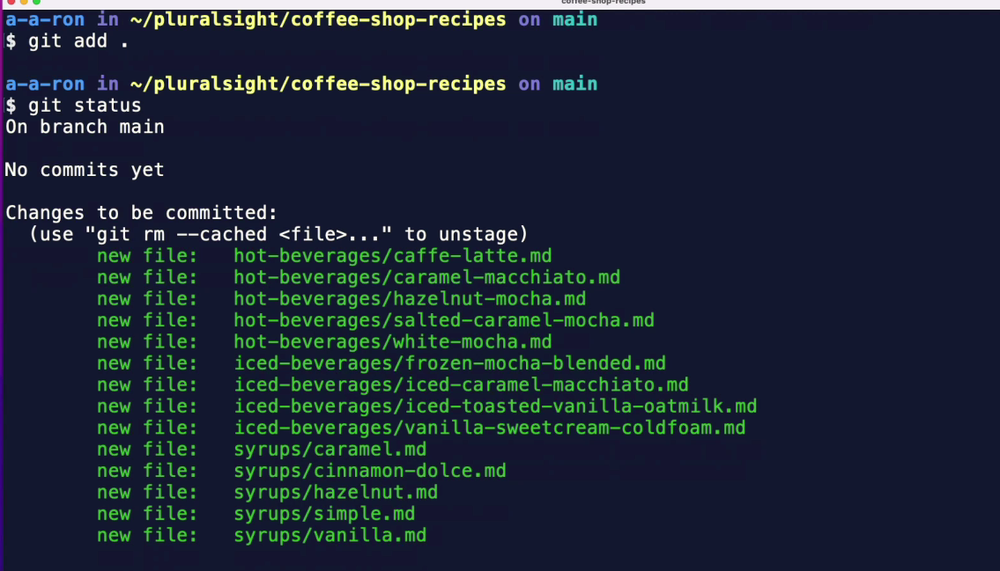 coffee-shop-recipes
a-a-ron in ~/pluralsight/coffee-shop-recipes on main
$ git add .
a-a-ron in ~/pluralsight/coffee-shop-recipes on main
$ git status
On branch main
No commits yet
Changes to be committed:
(use "git rm --cached <file>..." to unstage)
new file: hot-beverages/caffe-latte.md
new file: hot-beverages/caramel-macchiato.md
new file: hot-beverages/hazelnut-mocha.md
new file: hot-beverages/salted-caramel-mocha.md
new file: hot-beverages/white-mocha.md
new file: iced-beverages/frozen-mocha-blended.md
new file: iced-beverages/iced-caramel-macchiato.md
new file: iced-beverages/iced-toasted-vanilla-oatmilk.md
new file: iced-beverages/vanilla-sweetcream-coldfoam.md
new file: syrups/caramel.md
new file: syrups/cinnamon-dolce.md
new file: syrups/hazelnut.md
new file: syrups/simple.md
new file: syrups/vanilla.md